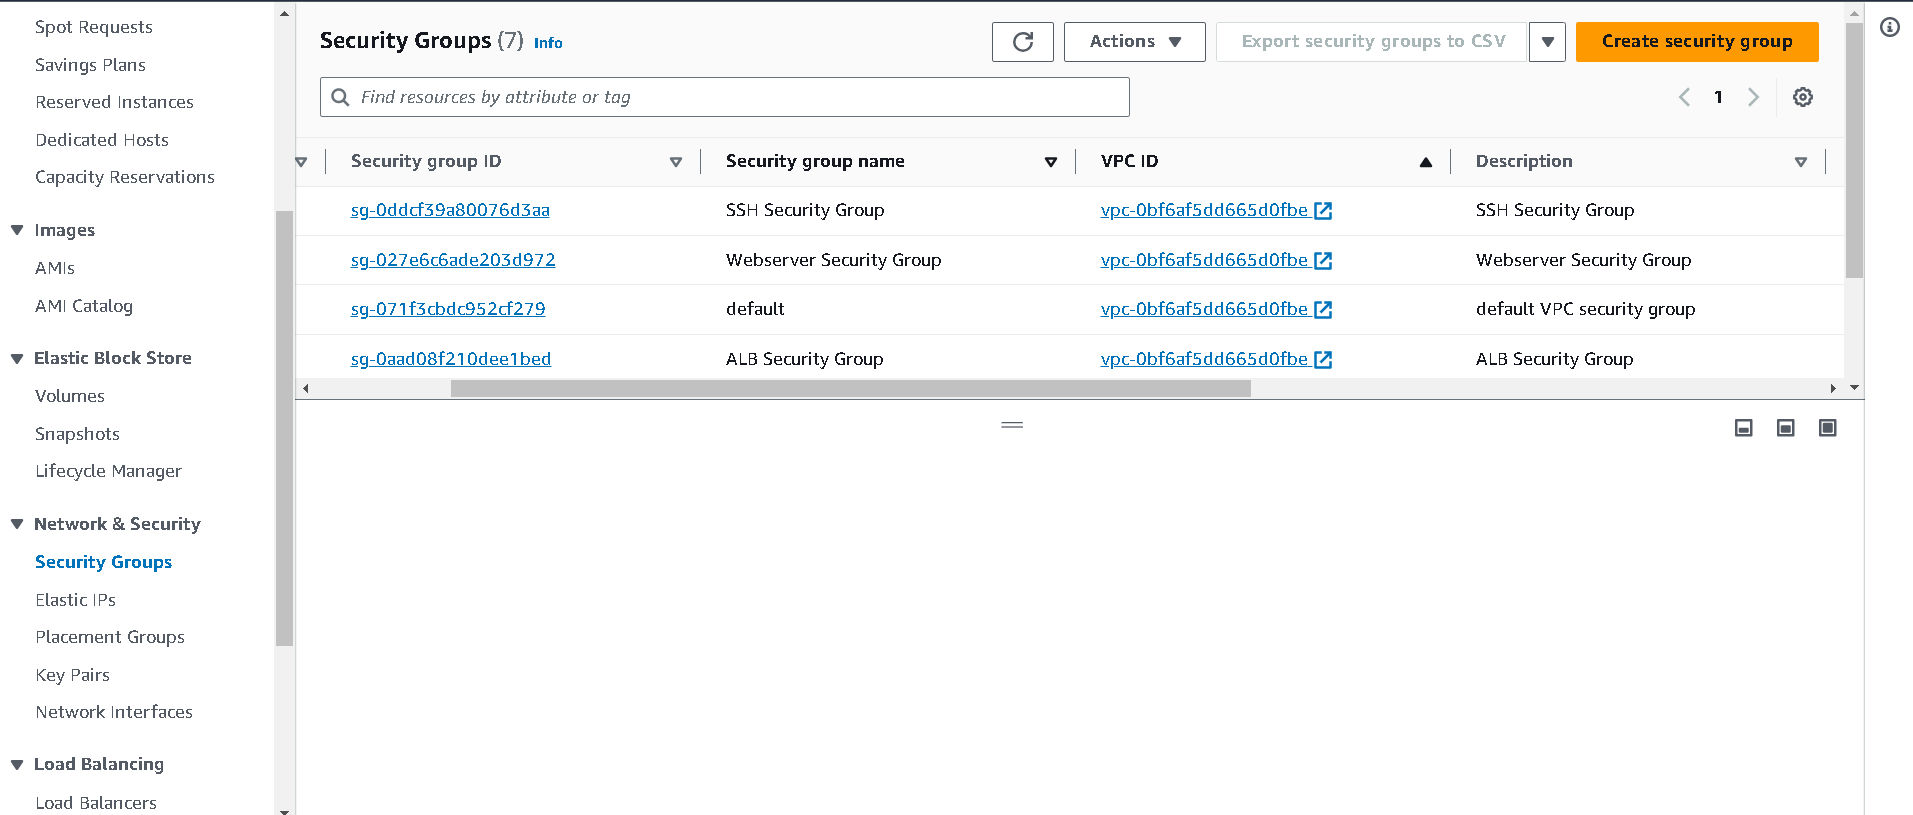 Spot Requests
Savings Plans
Reserved Instances
Dedicated Hosts
Capacity Reservations
Images
AMIs
AMI Catalog
Elastic Block Store
Volumes
Snapshots
Lifecycle Manager
Network & Security
Security Groups
Elastic IPs
Placement Groups
Key Pairs
Network Interfaces
Load Balancing
Load Balancers
Security Groups (7) Info
Actions
Export security groups to CSV
Create security group
Find resources by attribute or tag
1
Security group ID Security group name VPC ID Description
sg-0ddcf39a80076d3aa SSH Security Group vpc-0bf6af5dd665d0fbe SSH Security Group
sg-027e6c6ade203d972 Webserver Security Group vpc-0bf6af5dd665d0fbe Webserver Security Group
sg-071f3cbdc952cf279 default vpc-0bf6af5dd665d0fbe default VPC security group
sg-0aad08f210dee1bed ALB Security Group vpc-0bf6af5dd665d0fbe ALB Security Group